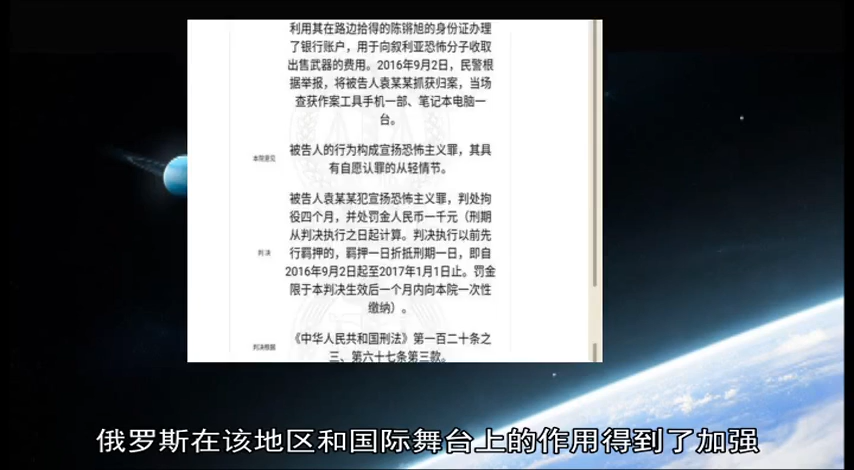 利用其在路边拾得的陈锵旭的身份证办理
了银行账户，用于向叙利亚恐怖分子收取
出售武器的费用。2016年9月2日，民警根
据举报，将被告人袁某某抓获归案，当场
查获作案工具手机一部、笔记本电脑一
台。
本院意见
被告人的行为构成宣扬恐怖主义罪，其具
有自愿认罪的从轻情节。
判决
被告人袁某某犯宣扬恐怖主义罪，判处拘
役四个月，并处罚金人民币一千元（刑期
从判决执行之日起计算。判决执行以前先
行羁押的，羁押一日折抵刑期一日，即自
2016年9月2日起至2017年1月1日止。罚金
限于本判决生效后一个月内向本院一次性
缴纳）。
判决根据
《中华人民共和国刑法》第一百二十条之
三、第六十七条第三款。
俄罗斯在该地区和国际舞台上的作用得到了加强